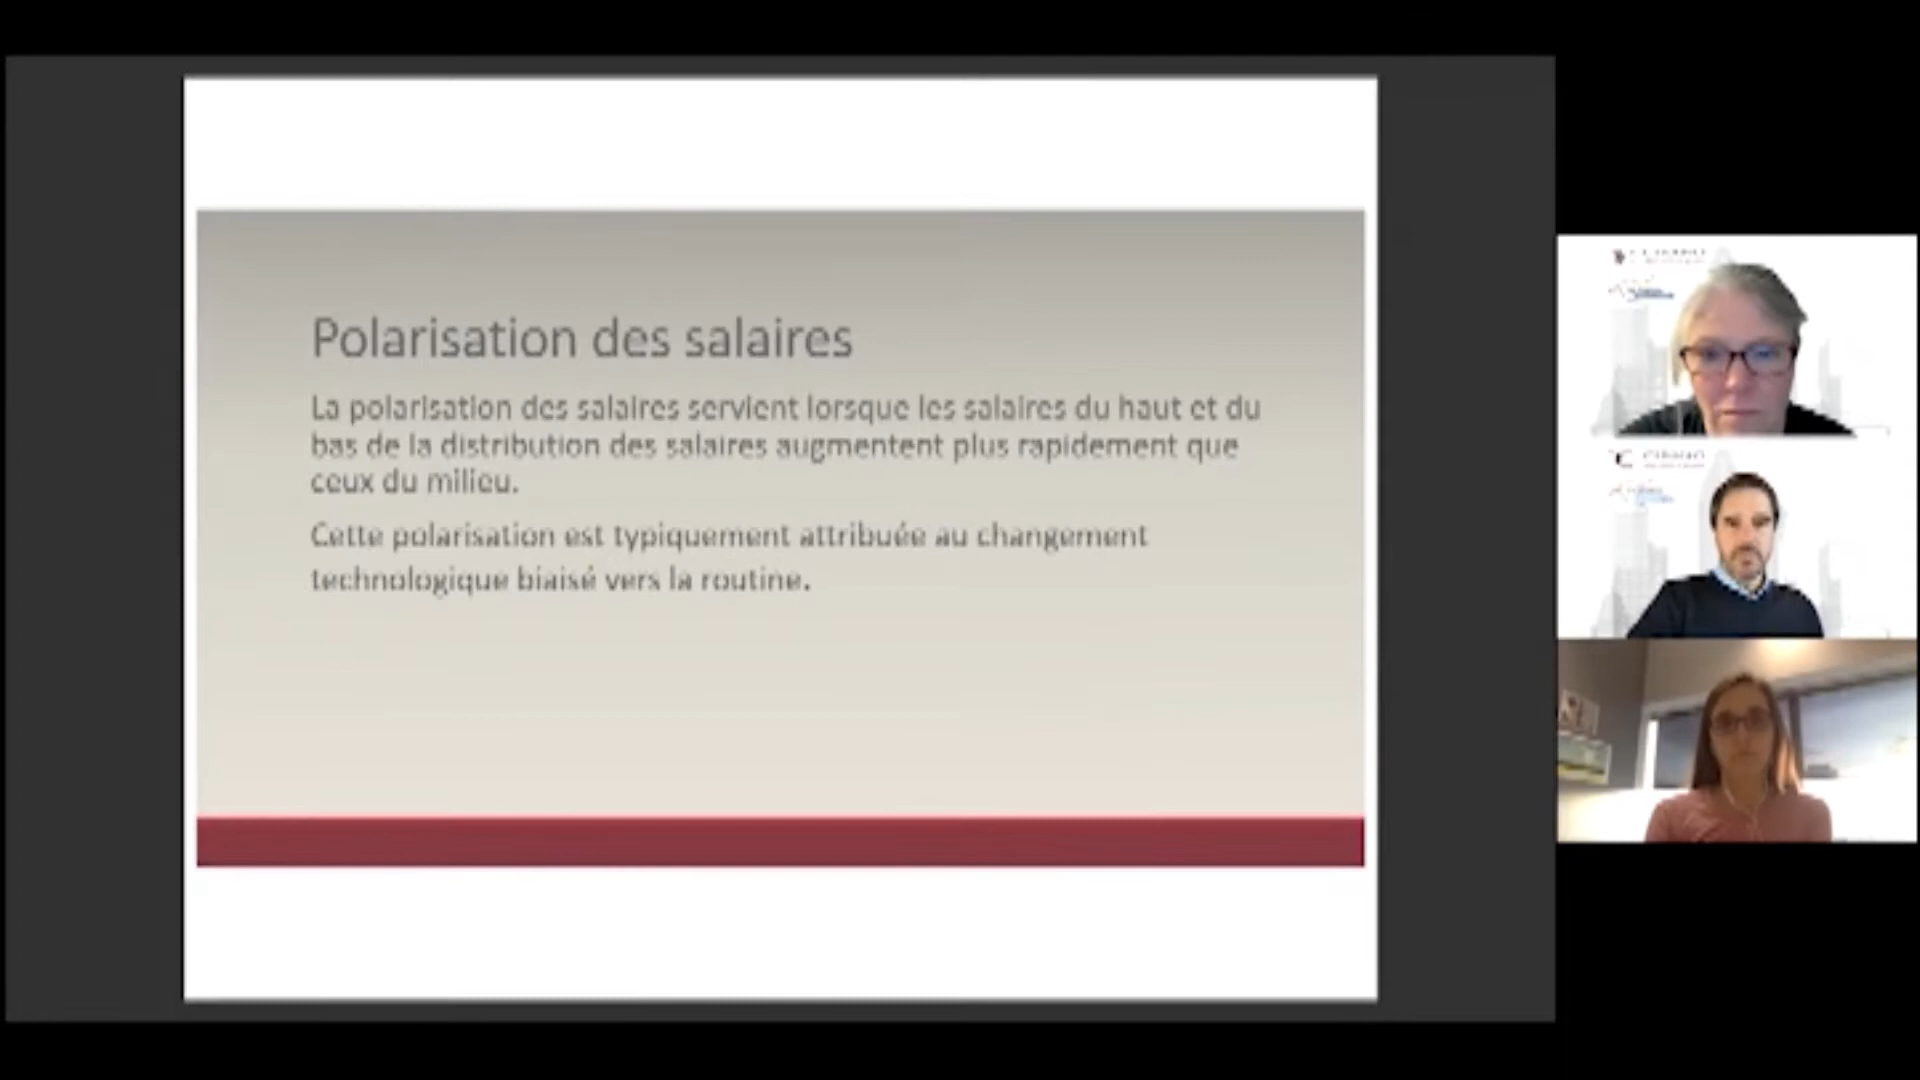 Polarisation des salaires
La polarisation des salaires servient lorsque les salaires du haut et du
bas de la distribution des salaires augmentent plus rapidement que
ceux du milieu.
Cette polarisation est typiquement attribuée au changement
technologique biaisé vers la routine.